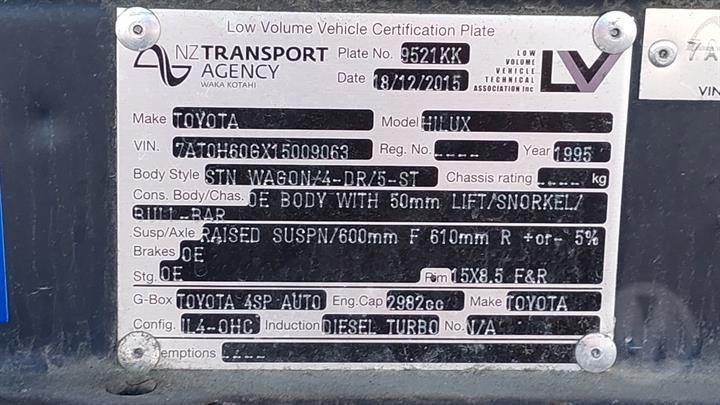 Low Volume Vehicle Certification Plate
NZ TRANSPORT AGENCY
WAKA KOTAHI
Plate No. 9521KK
Date 18/12/2015
LOW VOLUME VEHICLE TECHNICAL ASSOCIATION Inc
LV
7A
VIN
Make TOYOTA Model HILUX
VIN. 7AT0H60GX15009063 Reg. No. ---- Year 1995
Body Style STN WAGON/4-DR/5-ST Chassis rating ---- kg
Cons. Body/Chas. OE BODY WITH 50mm LIFT/SNORKEL/
BULL-BAR
Susp/Axle RAISED SUSPN/600mm F 610mm R +or- 5%
Brakes OE
Stg. OE Rim 15X8.5 F&R
G-Box TOYOTA 4SP AUTO Eng.Cap 2982cc Make TOYOTA
Config. IL4-OHC Induction DIESEL TURBO No. N/A
emptions ----